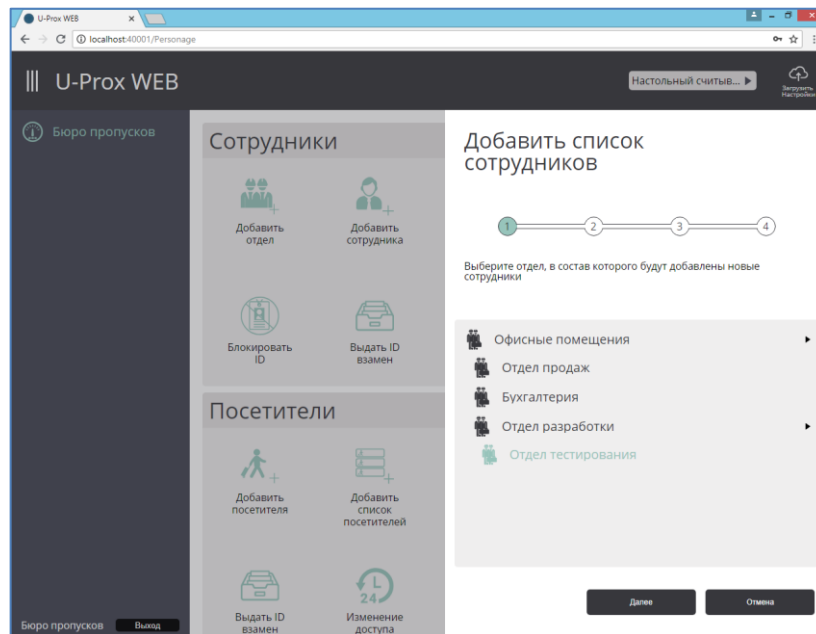 U-Prox WEB
localhost:40001/Personage
U-Prox WEB
Настольный считыв...
Загрузить
Настройки
Бюро пропусков
Сотрудники
Добавить
отдел
Добавить
сотрудника
Блокировать
ID
Выдать ID
взамен
Посетители
Добавить
посетителя
Добавить
список
посетителей
Выдать ID
взамен
24
Изменение
доступа
Бюро пропусков
Выход
Добавить список
сотрудников
1 2 3 4
Выберите отдел, в состав которого будут добавлены новые
сотрудники
Офисные помещения
Отдел продаж
Бухгалтерия
Отдел разработки
Отдел тестирования
Далее
Отмена